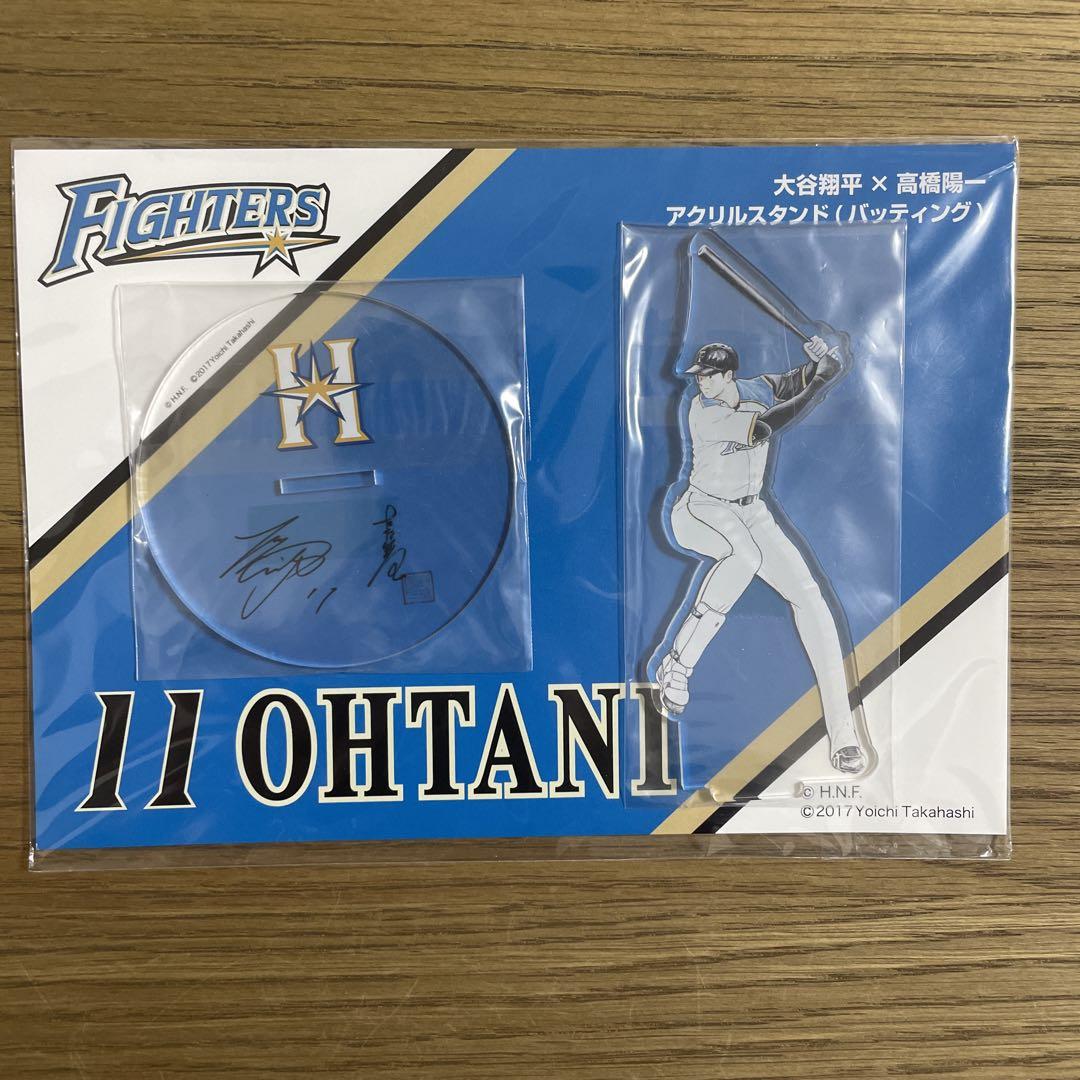 FIGHTERS
大谷翔平 × 高橋陽一
アクリルスタンド(バッティング)
© H.N.F. ©2017 Yoichi Takahashi
H
11 OHTANI
© H.N.F.
©2017 Yoichi Takahashi